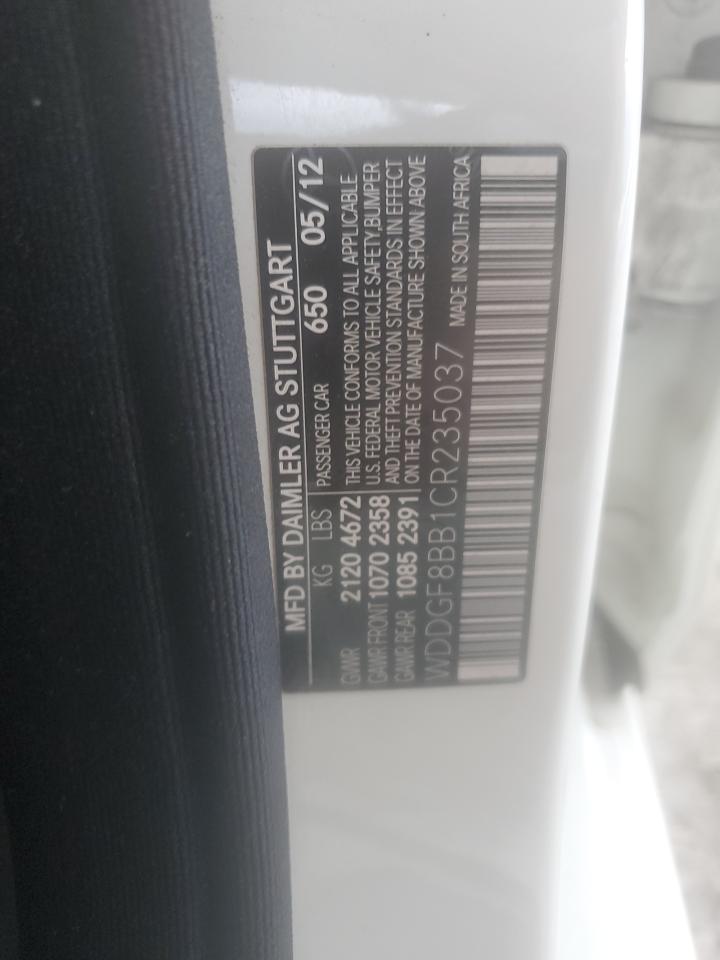 MFD BY DAIMLER AG STUTTGART
KG LBS PASSENGER CAR 650 05/12
GVWR 2120 4672 THIS VEHICLE CONFORMS TO ALL APPLICABLE
GAWR FRONT 1070 2358 U.S. FEDERAL MOTOR VEHICLE SAFETY,BUMPER
GAWR REAR 1085 2391 AND THEFT PREVENTION STANDARDS IN EFFECT
ON THE DATE OF MANUFACTURE SHOWN ABOVE
WDDGF8BB1CR235037 MADE IN SOUTH AFRICA